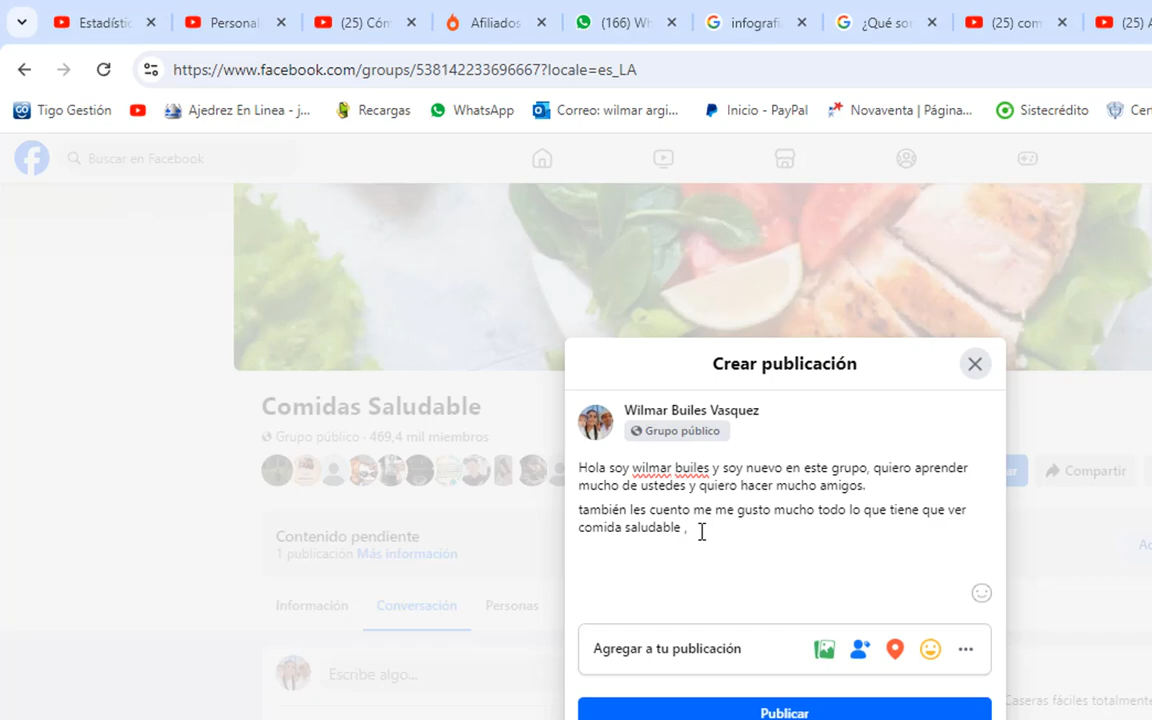 Estadísti
Personal
(25) Cóm
Afiliados
(166) Wh
infografi
¿Qué so
(25) com
(25) A
https://www.facebook.com/groups/538142233696667?locale=es_LA
Tigo Gestión
Ajedrez En Linea - j...
Recargas
WhatsApp
Correo: wilmar argi...
Inicio - PayPal
Novaventa | Página...
Sistecrédito
Cer
Buscar en Facebook
Crear publicación
Comidas Saludable
Grupo público · 469,4 mil miembros
Wilmar Builes Vasquez
Grupo público
Hola soy wilmar builes y soy nuevo en este grupo, quiero aprender
mucho de ustedes y quiero hacer mucho amigos.
también les cuento me me gusto mucho todo lo que tiene que ver
comida saludable ,
ar
Compartir
Contenido pendiente
1 publicación Más información
Información
Conversación
Personas
Agregar a tu publicación
Escribe algo...
Publicar
Caseras fáciles totalmente